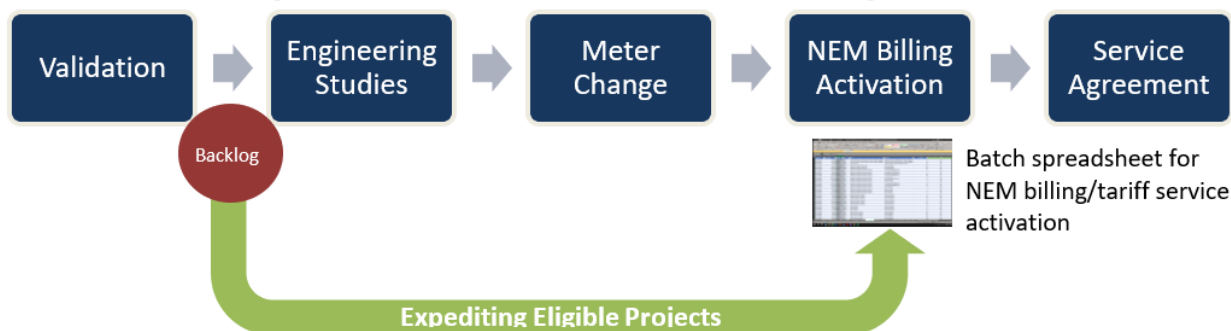 Validation
Engineering
Studies
Meter
Change
NEM Billing
Activation
Service
Agreement
Backlog
Batch spreadsheet for
NEM billing/tariff service
activation
Expediting Eligible Projects